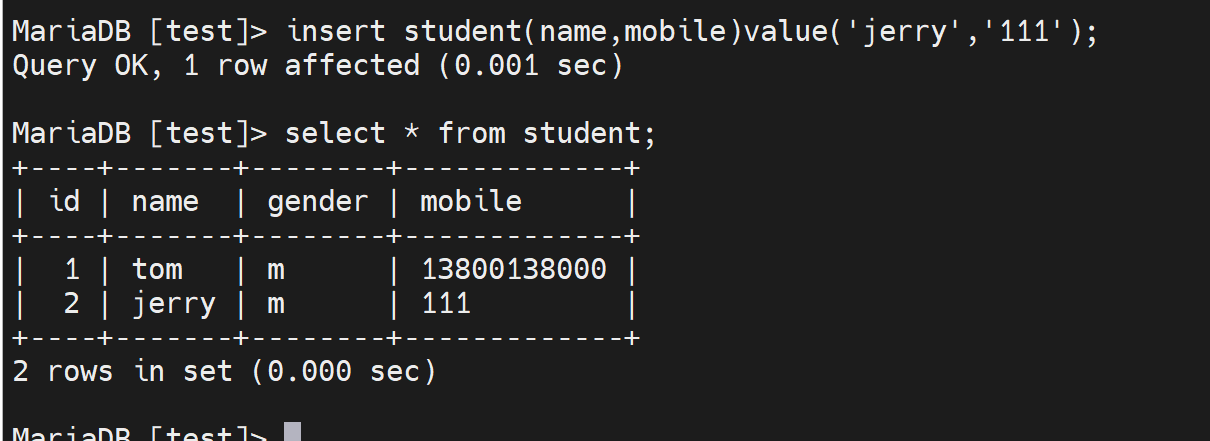 MariaDB [test]> insert student(name,mobile)value('jerry','111');
Query OK, 1 row affected (0.001 sec)
MariaDB [test]> select * from student;
+----+-------+--------+-------------+
| id | name  | gender | mobile      |
+----+-------+--------+-------------+
|  1 | tom   | m      | 13800138000 |
|  2 | jerry | m      | 111         |
+----+-------+--------+-------------+
2 rows in set (0.000 sec)
MariaDB [test]>